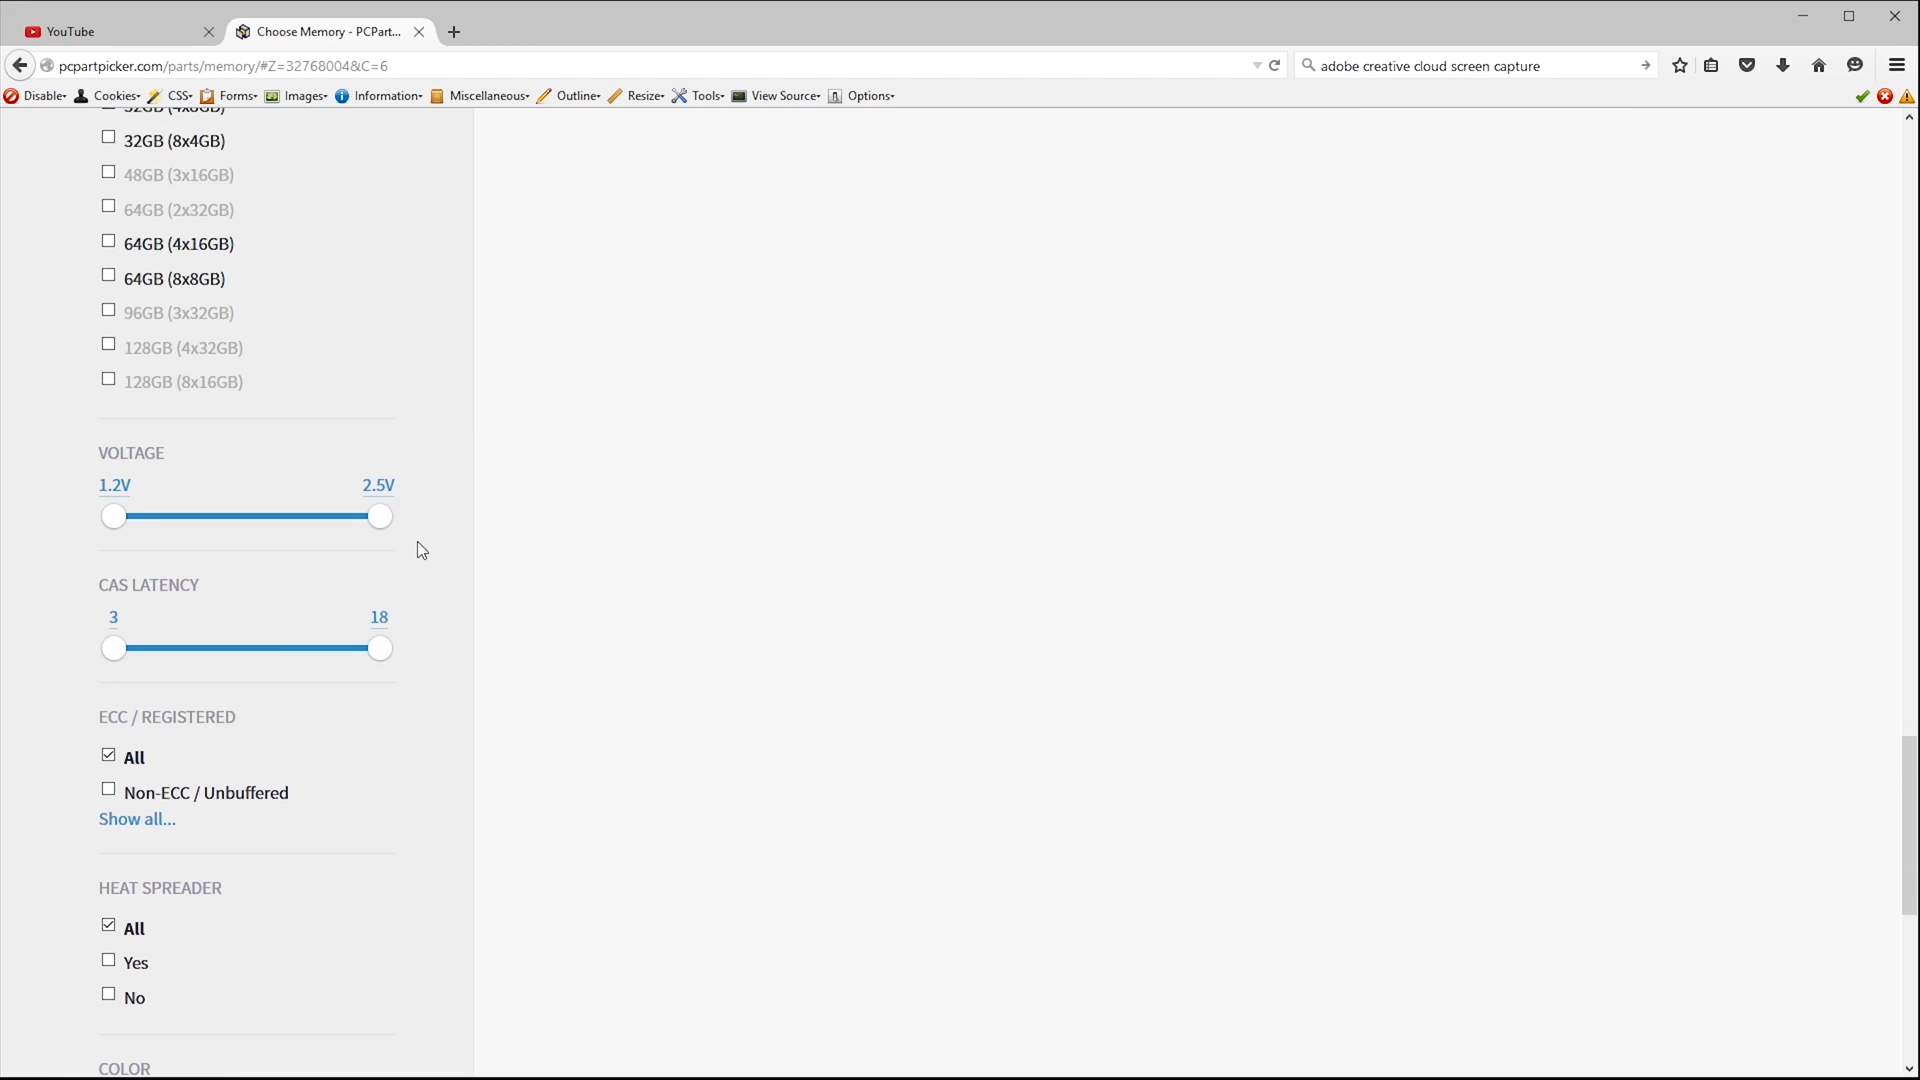 YouTube
Choose Memory - PCPart...
pcpartpicker.com/parts/memory/#Z=32768004&C=6
adobe creative cloud screen capture
Disable Cookies CSS Forms Images Information Miscellaneous Outline Resize Tools View Source Options
32GB (4x8GB)
32GB (8x4GB)
48GB (3x16GB)
64GB (2x32GB)
64GB (4x16GB)
64GB (8x8GB)
96GB (3x32GB)
128GB (4x32GB)
128GB (8x16GB)
VOLTAGE
1.2V 2.5V
CAS LATENCY
3 18
ECC / REGISTERED
All
Non-ECC / Unbuffered
Show all...
HEAT SPREADER
All
Yes
No
COLOR